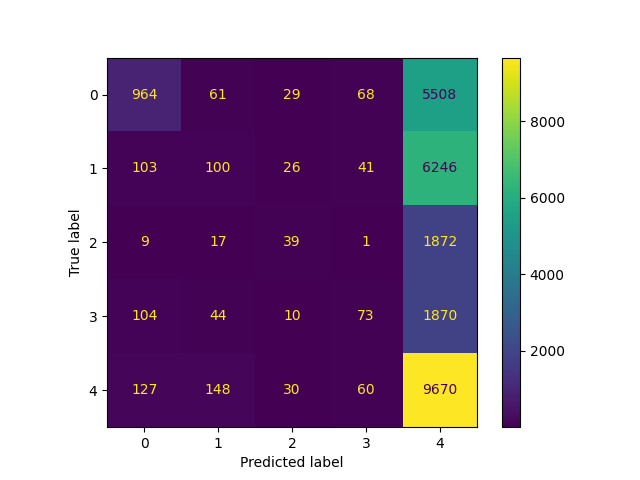 0 964 61 29 68 5508
1 103 100 26 41 6246
2 9 17 39 1 1872
3 104 44 10 73 1870
4 127 148 30 60 9670
0 1 2 3 4
Predicted label
True label
8000
6000
4000
2000